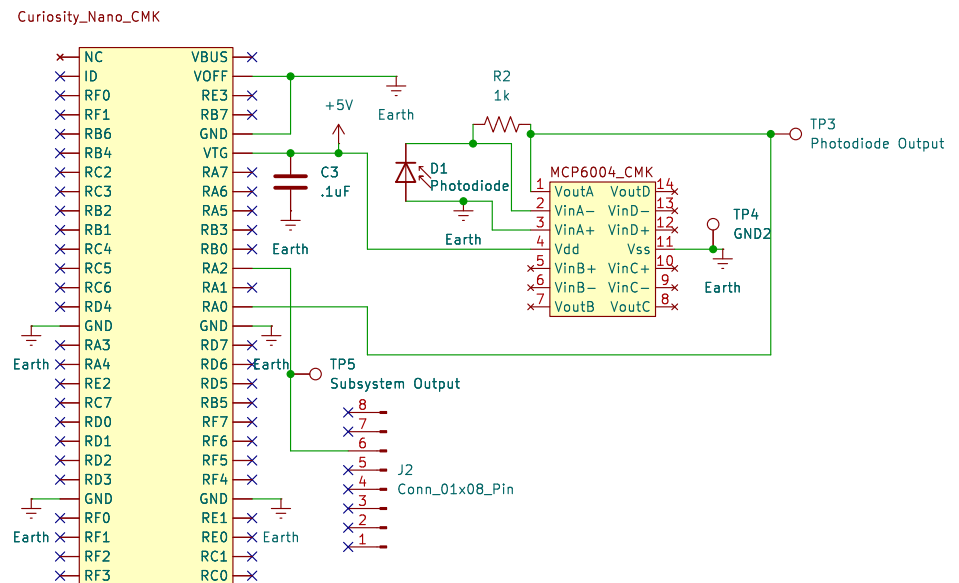 Curiosity_Nano_CMK
NC VBUS
ID VOFF
RF0 RE3
RF1 RB7
RB6 GND
RB4 VTG
RC2 RA7
RC3 RA6
RB2 RA5
RB1 RB3
RC4 RB0
RC5 RA2
RC6 RA1
RD4 RA0
GND GND
RA3 RD7
RA4 RD6
RE2 RD5
RC7 RB5
RD0 RF7
RD1 RF6
RD2 RF5
RD3 RF4
GND GND
RF0 RE1
RF1 RE0
RF2 RC1
RF3 RC0
Earth
Earth
Earth
Earth
Earth
+5V
C3
.1uF
Earth
R2
1k
D1
Photodiode
Earth
MCP6004_CMK
1 VoutA VoutD 14
2 VinA- VinD- 13
3 VinA+ VinD+ 12
4 Vdd Vss 11
5 VinB+ VinC+ 10
6 VinB- VinC- 9
7 VoutB VoutC 8
TP3
Photodiode Output
TP4
GND2
Earth
TP5
Subsystem Output
8
7
6
5
4
3
2
1
J2
Conn_01x08_Pin